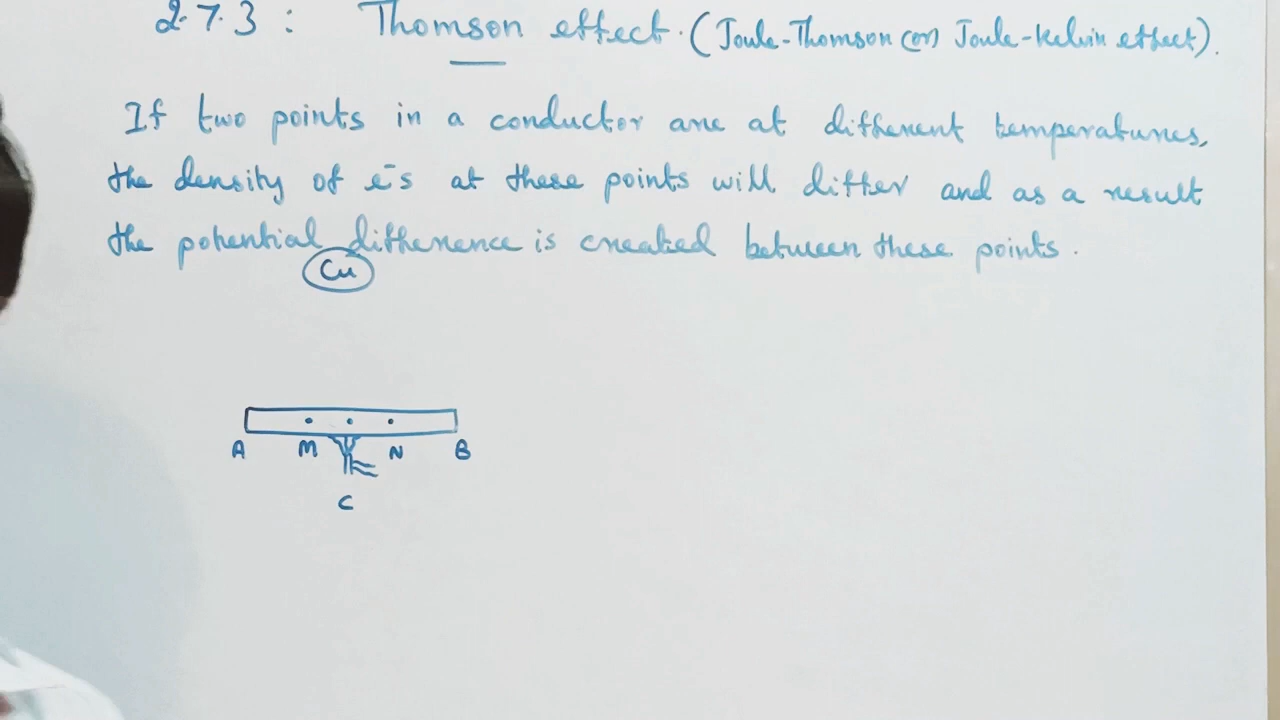 2.7.3 : Thomson effect. (Joule-Thomson (or) Joule-Kelvin effect).
If two points in a conductor are at different temperatures,
the density of e⁻s at these points will differ and as a result
the potential difference is created between these points.
Cu
A M N B
C